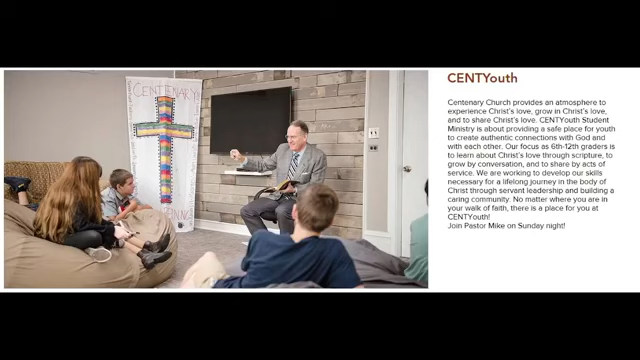 CENTYouth
Centenary Church provides an atmosphere to
experience Christ's love, grow in Christ's love,
and to share Christ's love. CENTYouth Student
Ministry is about providing a safe place for youth
to create authentic connections with God and
with each other. Our focus as 6th-12th graders is
to learn about Christ's love through scripture, to
grow by conversation, and to share by acts of
service. We are working to develop our skills
necessary for a lifelong journey in the body of
Christ through servant leadership and building a
caring community. No matter where you are in
your walk of faith, there is a place for you at
CENTYouth!
Join Pastor Mike on Sunday night!
CENTENARY